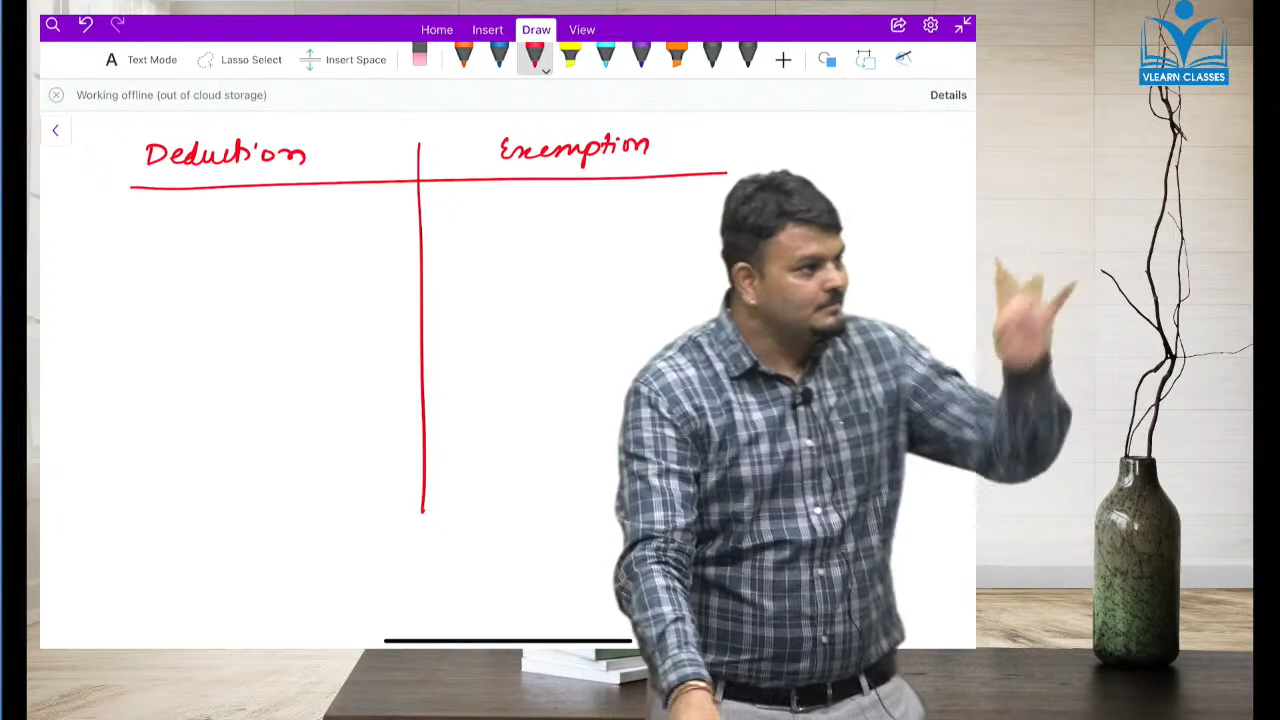 Home Insert Draw View
A Text Mode Lasso Select Insert Space
Working offline (out of cloud storage) Details
Deduction Exemption
VLEARN CLASSES